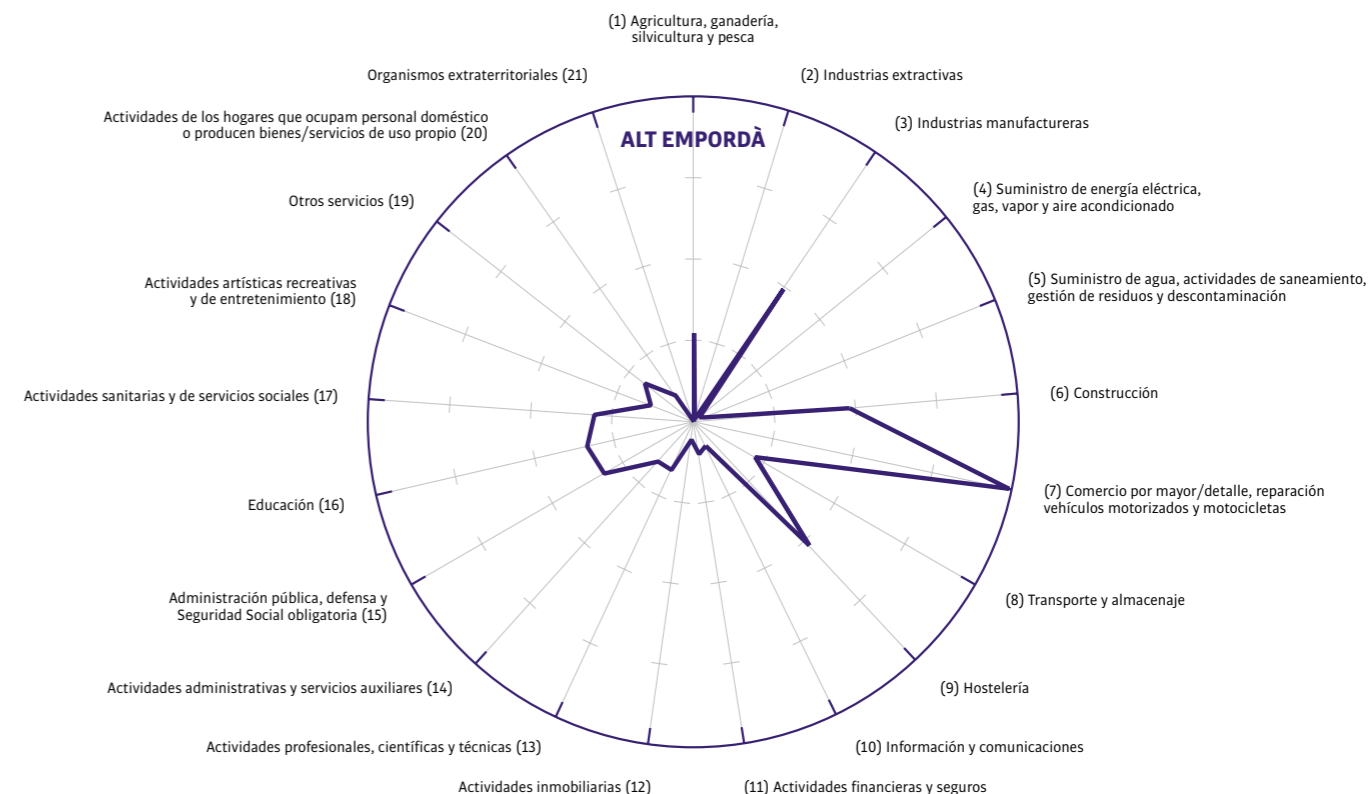 (1) Agricultura, ganadería,
silvicultura y pesca
Organismos extraterritoriales (21)
(2) Industrias extractivas
Actividades de los hogares que ocupam personal doméstico
o producen bienes/servicios de uso propio (20)
(3) Industrias manufactureras
ALT EMPORDÀ
Otros servicios (19)
(4) Suministro de energía eléctrica,
gas, vapor y aire acondicionado
Actividades artísticas recreativas
y de entretenimiento (18)
(5) Suministro de agua, actividades de saneamiento,
gestión de residuos y descontaminación
Actividades sanitarias y de servicios sociales (17)
(6) Construcción
Educación (16)
(7) Comercio por mayor/detalle, reparación
vehículos motorizados y motocicletas
Administración pública, defensa y
Seguridad Social obligatoria (15)
(8) Transporte y almacenaje
Actividades administrativas y servicios auxiliares (14)
(9) Hostelería
Actividades profesionales, científicas y técnicas (13)
(10) Información y comunicaciones
Actividades inmobiliarias (12)
(11) Actividades financieras y seguros